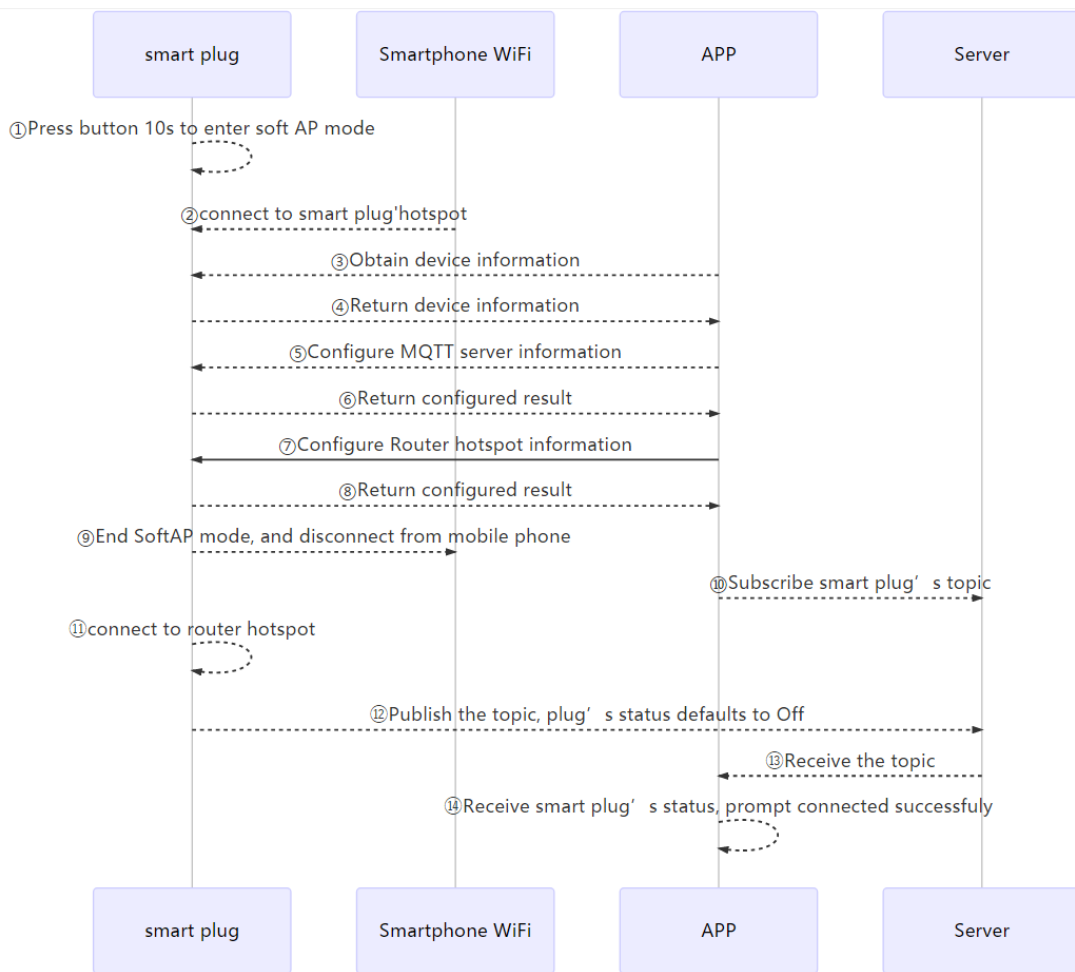 smart plug
Smartphone WiFi
APP
Server
①Press button 10s to enter soft AP mode
②connect to smart plug'hotspot
③Obtain device information
④Return device information
⑤Configure MQTT server information
⑥Return configured result
⑦Configure Router hotspot information
⑧Return configured result
⑨End SoftAP mode, and disconnect from mobile phone
⑩Subscribe smart plug’s topic
⑪connect to router hotspot
⑫Publish the topic, plug’s status defaults to Off
⑬Receive the topic
⑭Receive smart plug’s status, prompt connected successfuly
smart plug
Smartphone WiFi
APP
Server